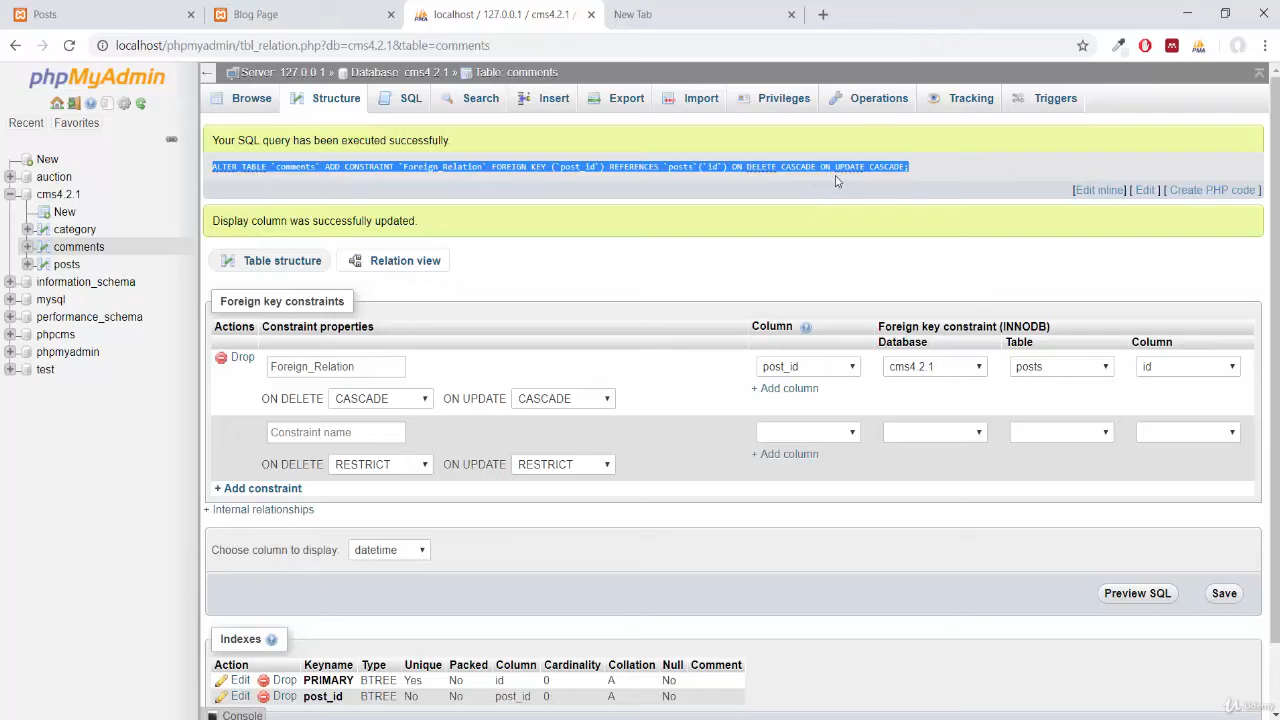 Posts
Blog Page
localhost / 127.0.0.1 / cms4.2.1 /
New Tab
localhost/phpmyadmin/tbl_relation.php?db=cms4.2.1&table=comments
phpMyAdmin
Recent Favorites
New
auction
cms4.2.1
New
category
comments
posts
information_schema
mysql
performance_schema
phpcms
phpmyadmin
test
Server: 127.0.0.1 » Database: cms4.2.1 » Table: comments
Browse Structure SQL Search Insert Export Import Privileges Operations Tracking Triggers
Your SQL query has been executed successfully.
ALTER TABLE `comments` ADD CONSTRAINT `Foreign_Relation` FOREIGN KEY (`post_id`) REFERENCES `posts`(`id`) ON DELETE CASCADE ON UPDATE CASCADE;
[Edit inline] [ Edit ] [ Create PHP code ]
Display column was successfully updated.
Table structure Relation view
Foreign key constraints
Actions Constraint properties Column Foreign key constraint (INNODB)
Database Table Column
Drop Foreign_Relation post_id cms4.2.1 posts id
+ Add column
ON DELETE CASCADE ON UPDATE CASCADE
Constraint name
+ Add column
ON DELETE RESTRICT ON UPDATE RESTRICT
+ Add constraint
+ Internal relationships
Choose column to display: datetime
Preview SQL Save
Indexes
Action Keyname Type Unique Packed Column Cardinality Collation Null Comment
Edit Drop PRIMARY BTREE Yes No id 0 A No
Edit Drop post_id BTREE No No post_id 0 A No
Console
Udemy